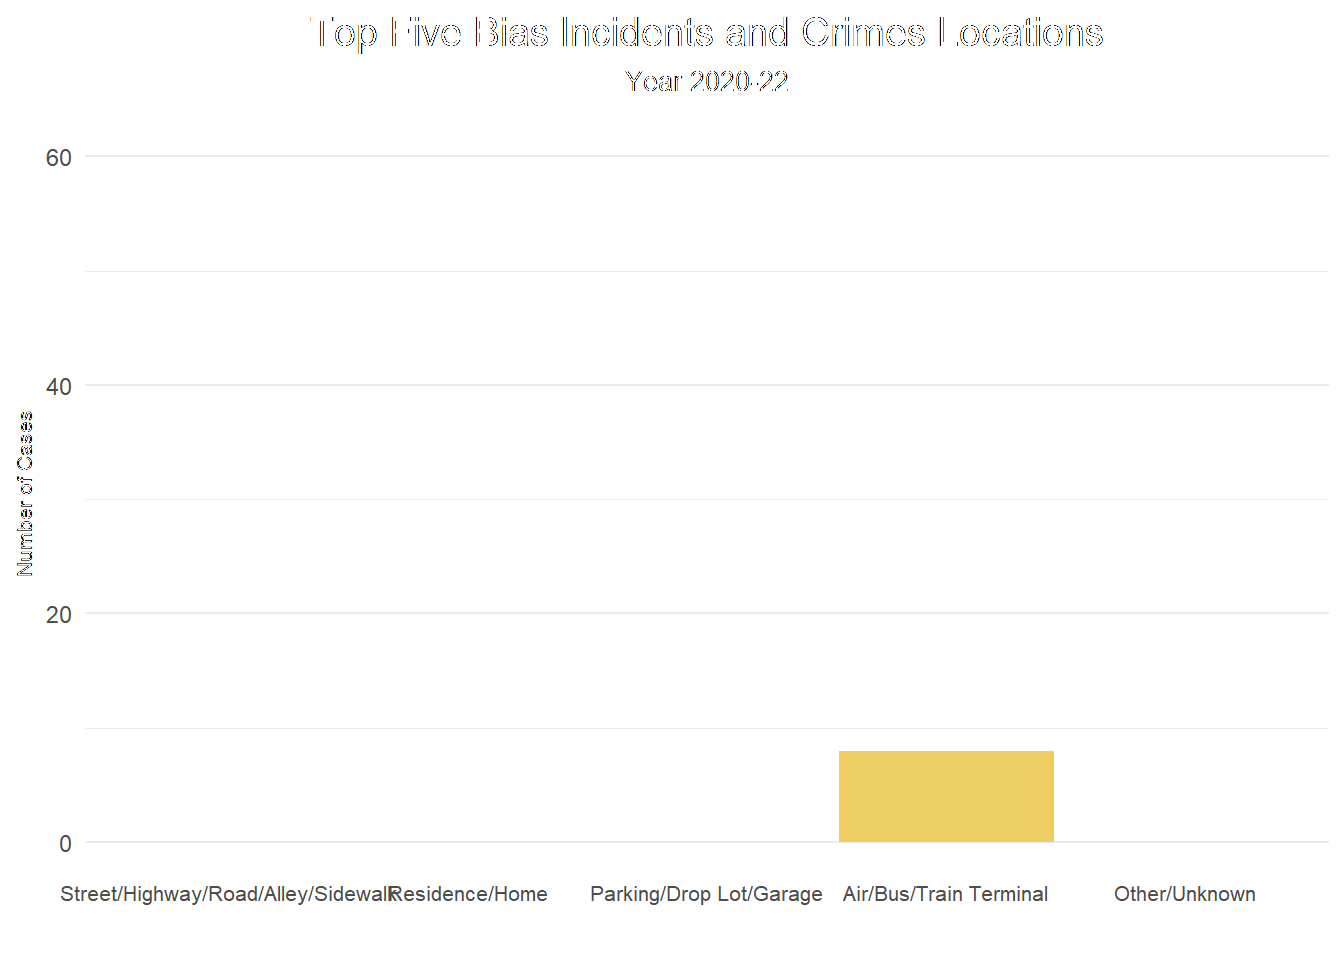 Top Five Bias Incidents and Crimes Locations
Year 2020-22
Number of Cases
60
40
20
0
Street/Highway/Road/Alley/Sidewalk
Residence/Home
Parking/Drop Lot/Garage
Air/Bus/Train Terminal
Other/Unknown